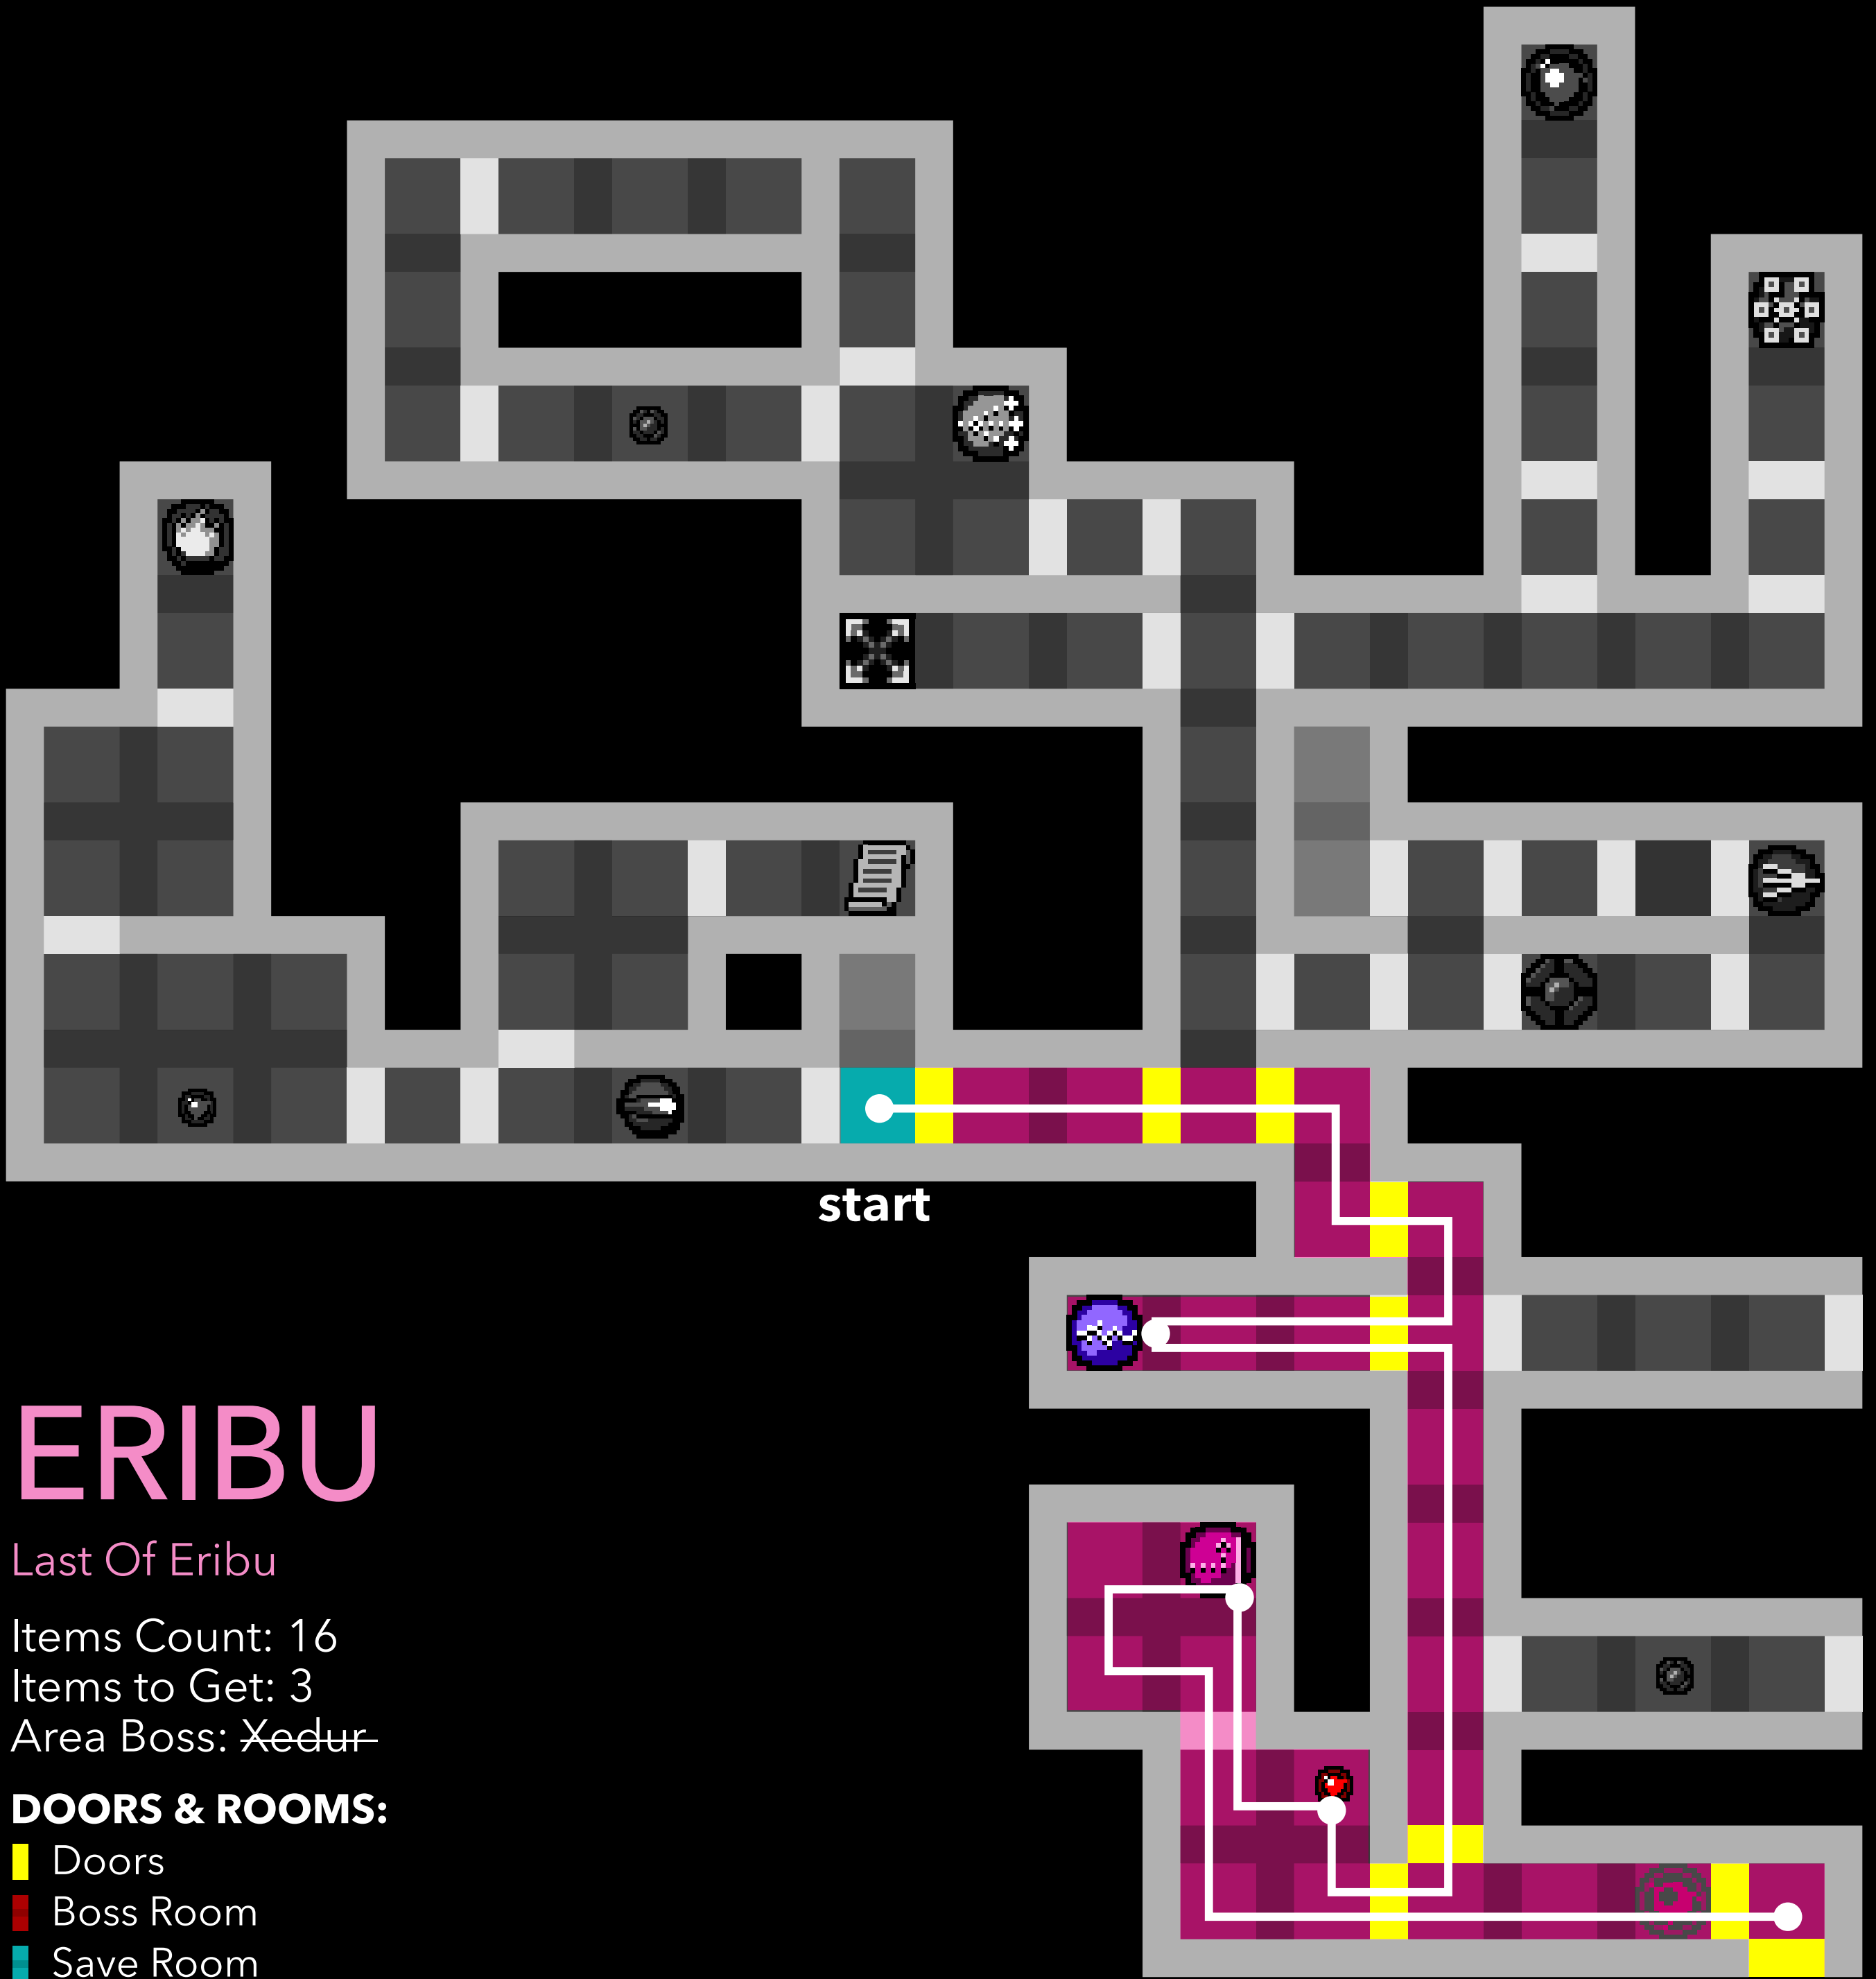 start
ERIBU
Last Of Eribu
Items Count: 16
Items to Get: 3
Area Boss: Xedur
DOORS & ROOMS:
Doors
Boss Room
Save Room